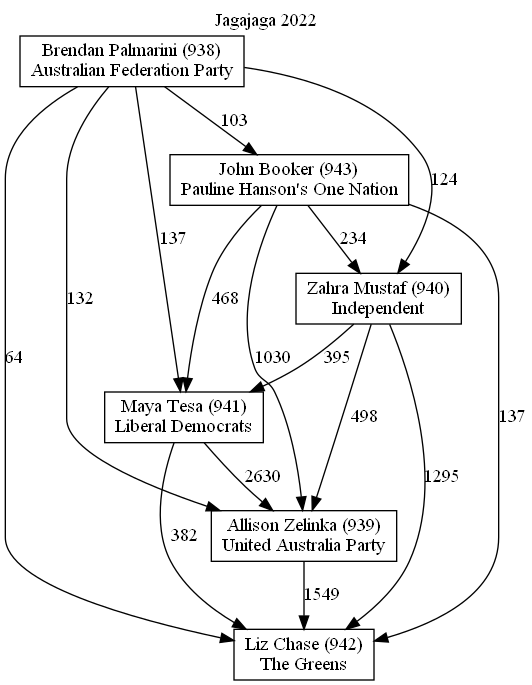 Jagajaga 2022
Brendan Palmarini (938)
Australian Federation Party
103
John Booker (943)
Pauline Hanson's One Nation
124
137
234
132
468
Zahra Mustaf (940)
Independent
64
1030
395
Maya Tesa (941)
Liberal Democrats
498
137
2630
1295
382
Allison Zelinka (939)
United Australia Party
1549
Liz Chase (942)
The Greens